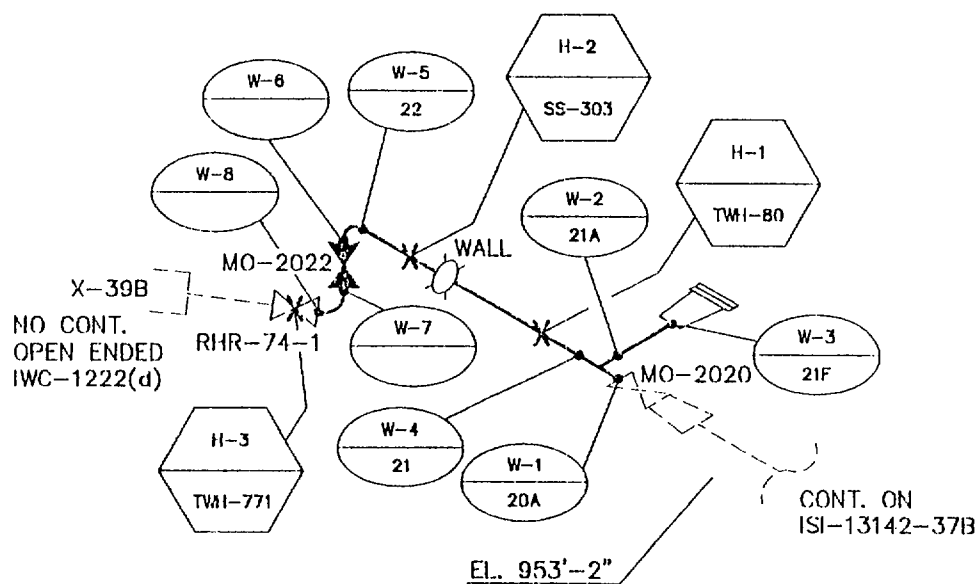 H-2
SS-303
W-6
W-5
22
H-1
TWH-80
W-8
W-2
21A
WALL
MO-2022
X-39B
NO CONT.
OPEN ENDED
IWC-1222(d)
RHR-74-1
W-7
W-3
21F
MO-2020
H-3
TWH-771
W-4
21
W-1
20A
CONT. ON
ISI-13142-37B
EL. 953'-2"